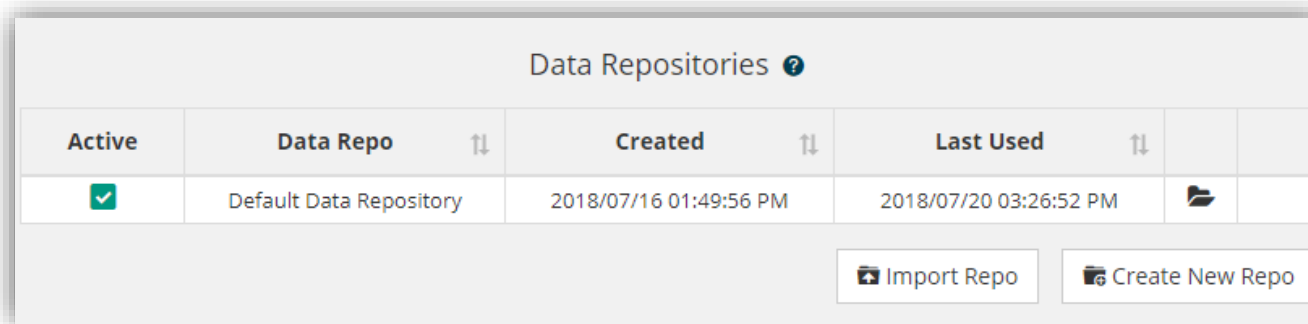 Data Repositories
Active Data Repo Created Last Used
Default Data Repository 2018/07/16 01:49:56 PM 2018/07/20 03:26:52 PM
Import Repo Create New Repo